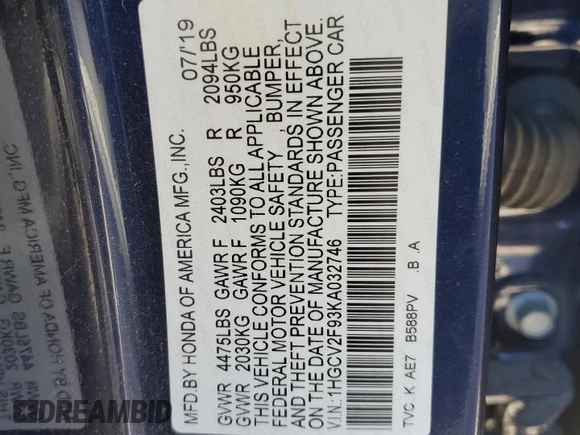 MFD.BY HONDA OF AMERICA MFG.,INC. 07/'19
GVWR 4475LBS GAWR F 2403LBS R 2094LBS
GVWR 2030KG GAWR F 1090KG R 950KG
THIS VEHICLE CONFORMS TO ALL APPLICABLE
FEDERAL MOTOR VEHICLE SAFETY , BUMPER,
AND THEFT PREVENTION STANDARDS IN EFFECT
ON THE DATE OF MANUFACTURE SHOWN ABOVE.
V.I.N.:1HGCV2F93KA032746 TYPE:PASSENGER CAR
TVC K AE7 B588PV .B .A
DREAMBID